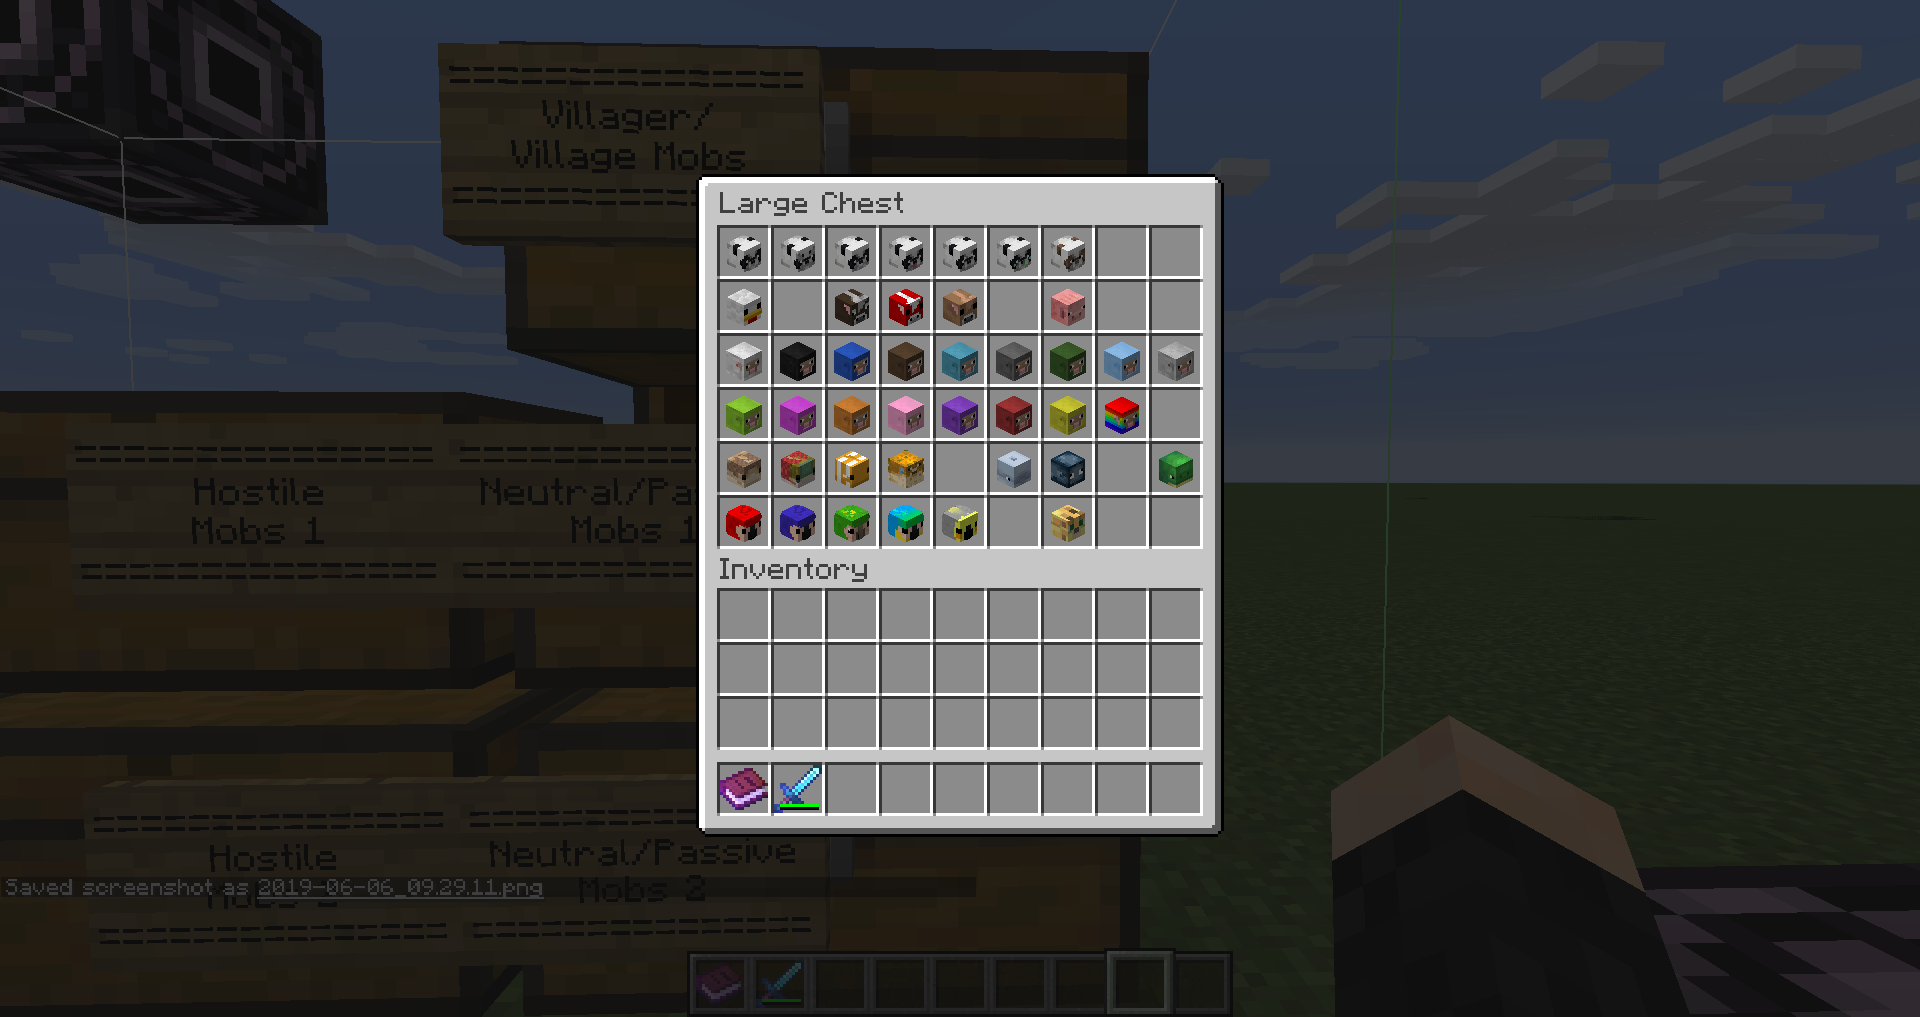 Villager/
Village Mobs
Large Chest
Hostile
Mobs 1
Neutral/Pa
Mobs 1
Inventory
Hostile
Neutral/Passive
Mobs 2
Saved screenshot as 2019-06-06_09.29.11.png